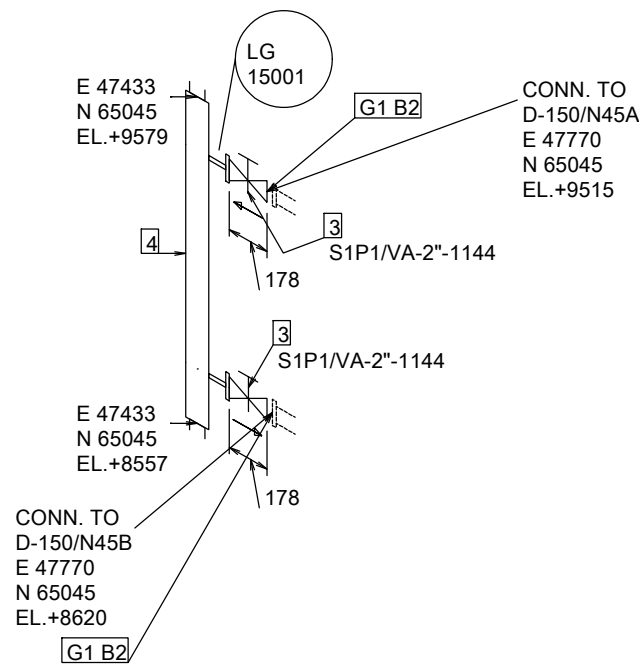 LG
15001
E 47433
N 65045
EL.+9579
G1 B2
CONN. TO
D-150/N45A
E 47770
N 65045
EL.+9515
4
3
S1P1/VA-2"-1144
178
3
S1P1/VA-2"-1144
E 47433
N 65045
EL.+8557
178
CONN. TO
D-150/N45B
E 47770
N 65045
EL.+8620
G1 B2